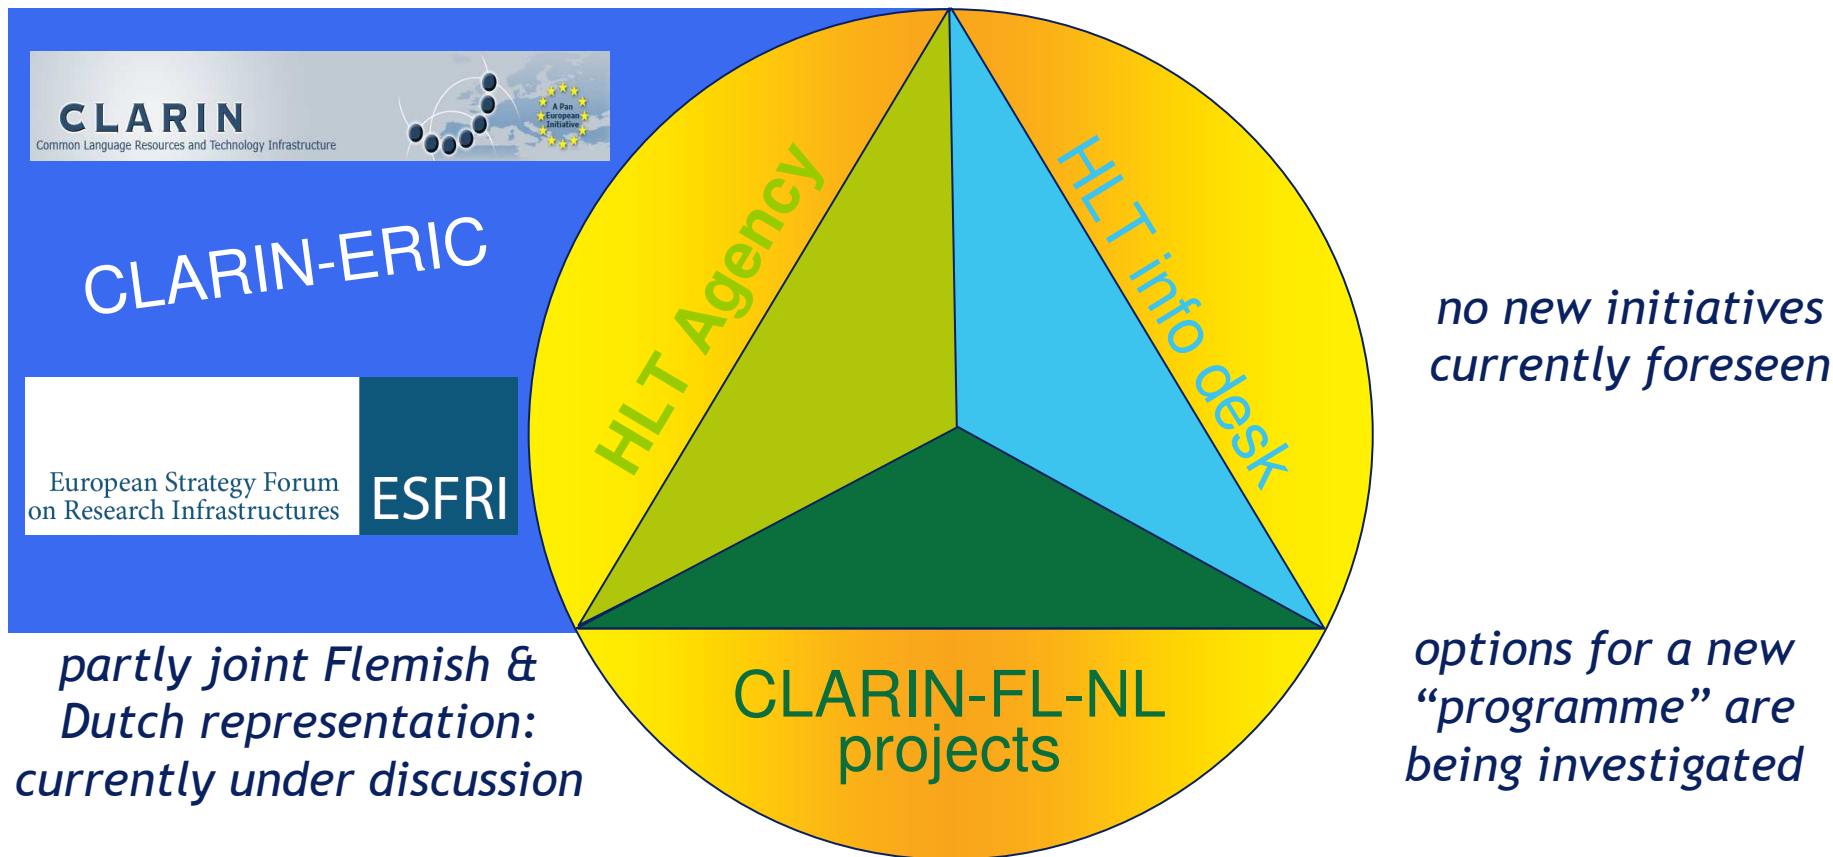 CLARIN
Common Language Resources and Technology Infrastructure
A Pan
European
Initiative
CLARIN-ERIC
European Strategy Forum
on Research Infrastructures
ESFRI
partly joint Flemish &
Dutch representation:
currently under discussion
HLT Agency
HLT info desk
CLARIN-FL-NL
projects
no new initiatives
currently foreseen
options for a new
“programme” are
being investigated